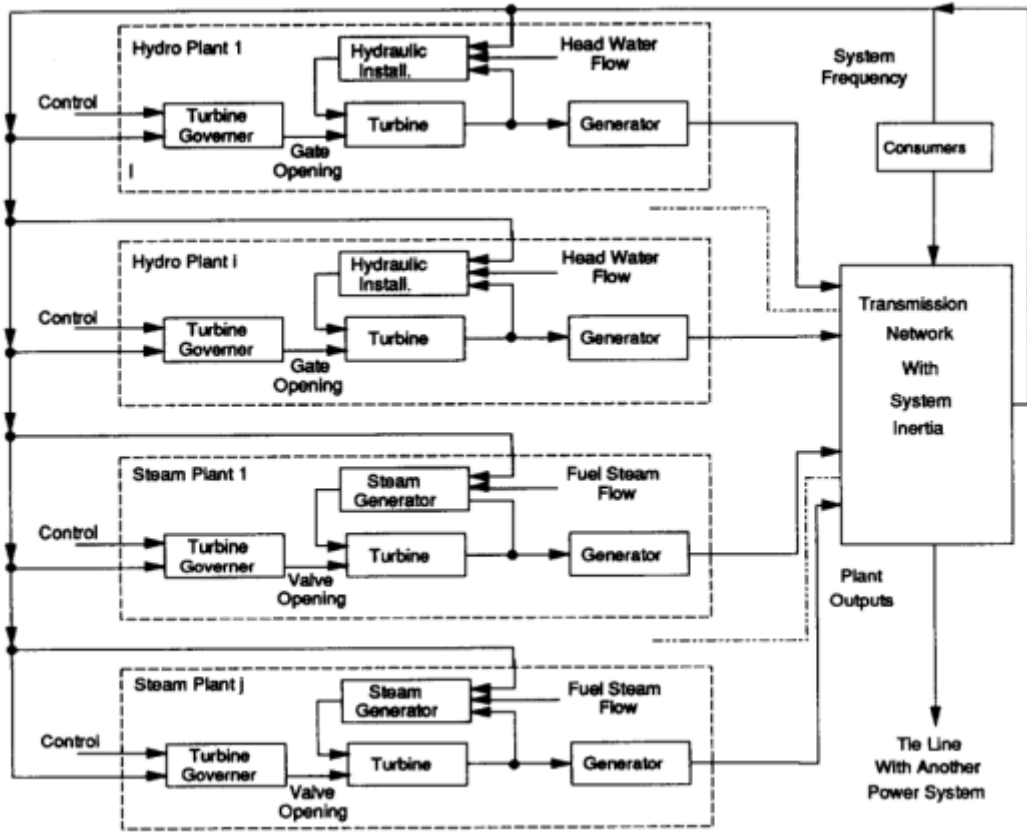 Hydro Plant 1
Hydraulic
Install.
Head Water
Flow
System
Frequency
Control
Turbine
Governer
Gate
Opening
Turbine
Generator
Consumers
Hydro Plant i
Hydraulic
Install.
Head Water
Flow
Control
Turbine
Governer
Gate
Opening
Turbine
Generator
Transmission
Network
With
System
Inertia
Steam Plant 1
Steam
Generator
Fuel Steam
Flow
Control
Turbine
Governer
Valve
Opening
Turbine
Generator
Plant
Outputs
Steam Plant j
Steam
Generator
Fuel Steam
Flow
Control
Turbine
Governer
Valve
Opening
Turbine
Generator
Tie Line
With Another
Power System